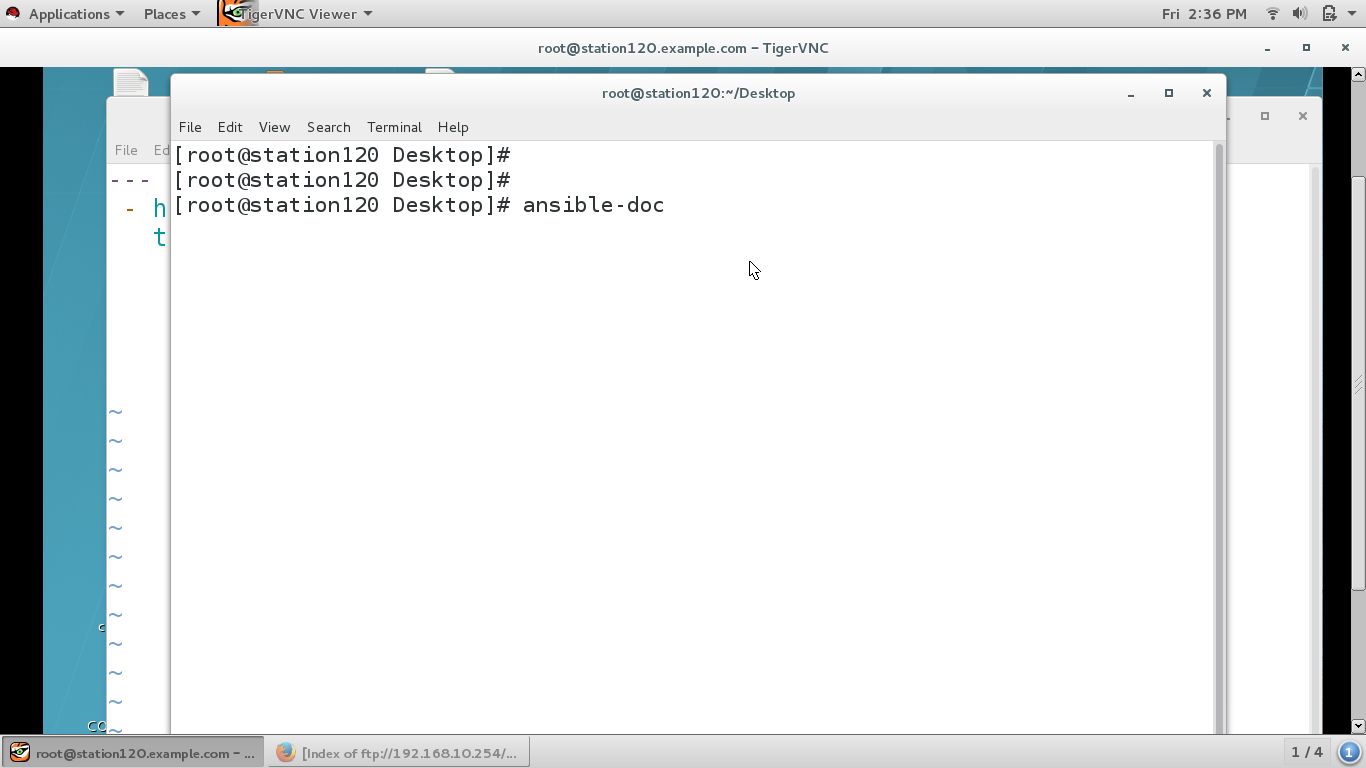 Applications Places TigerVNC Viewer Fri 2:36 PM
root@station120.example.com - TigerVNC
root@station120:~/Desktop
File Edit View Search Terminal Help
File Ed
[root@station120 Desktop]#
[root@station120 Desktop]#
[root@station120 Desktop]# ansible-doc
---
- h
t
~
~
~
~
~
~
~
~
~
~
~
~
c
CO
root@station120.example.com - ... [Index of ftp://192.168.10.254/... 1 / 4 1